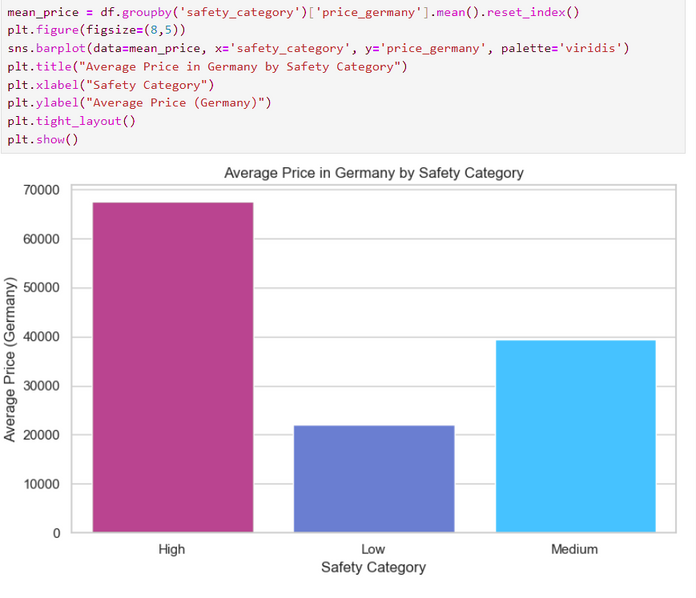 mean_price = df.groupby('safety_category')['price_germany'].mean().reset_index()
plt.figure(figsize=(8,5))
sns.barplot(data=mean_price, x='safety_category', y='price_germany', palette='viridis')
plt.title("Average Price in Germany by Safety Category")
plt.xlabel("Safety Category")
plt.ylabel("Average Price (Germany)")
plt.tight_layout()
plt.show()
Average Price in Germany by Safety Category
Average Price (Germany)
70000
60000
50000
40000
30000
20000
10000
0
High Low Medium
Safety Category